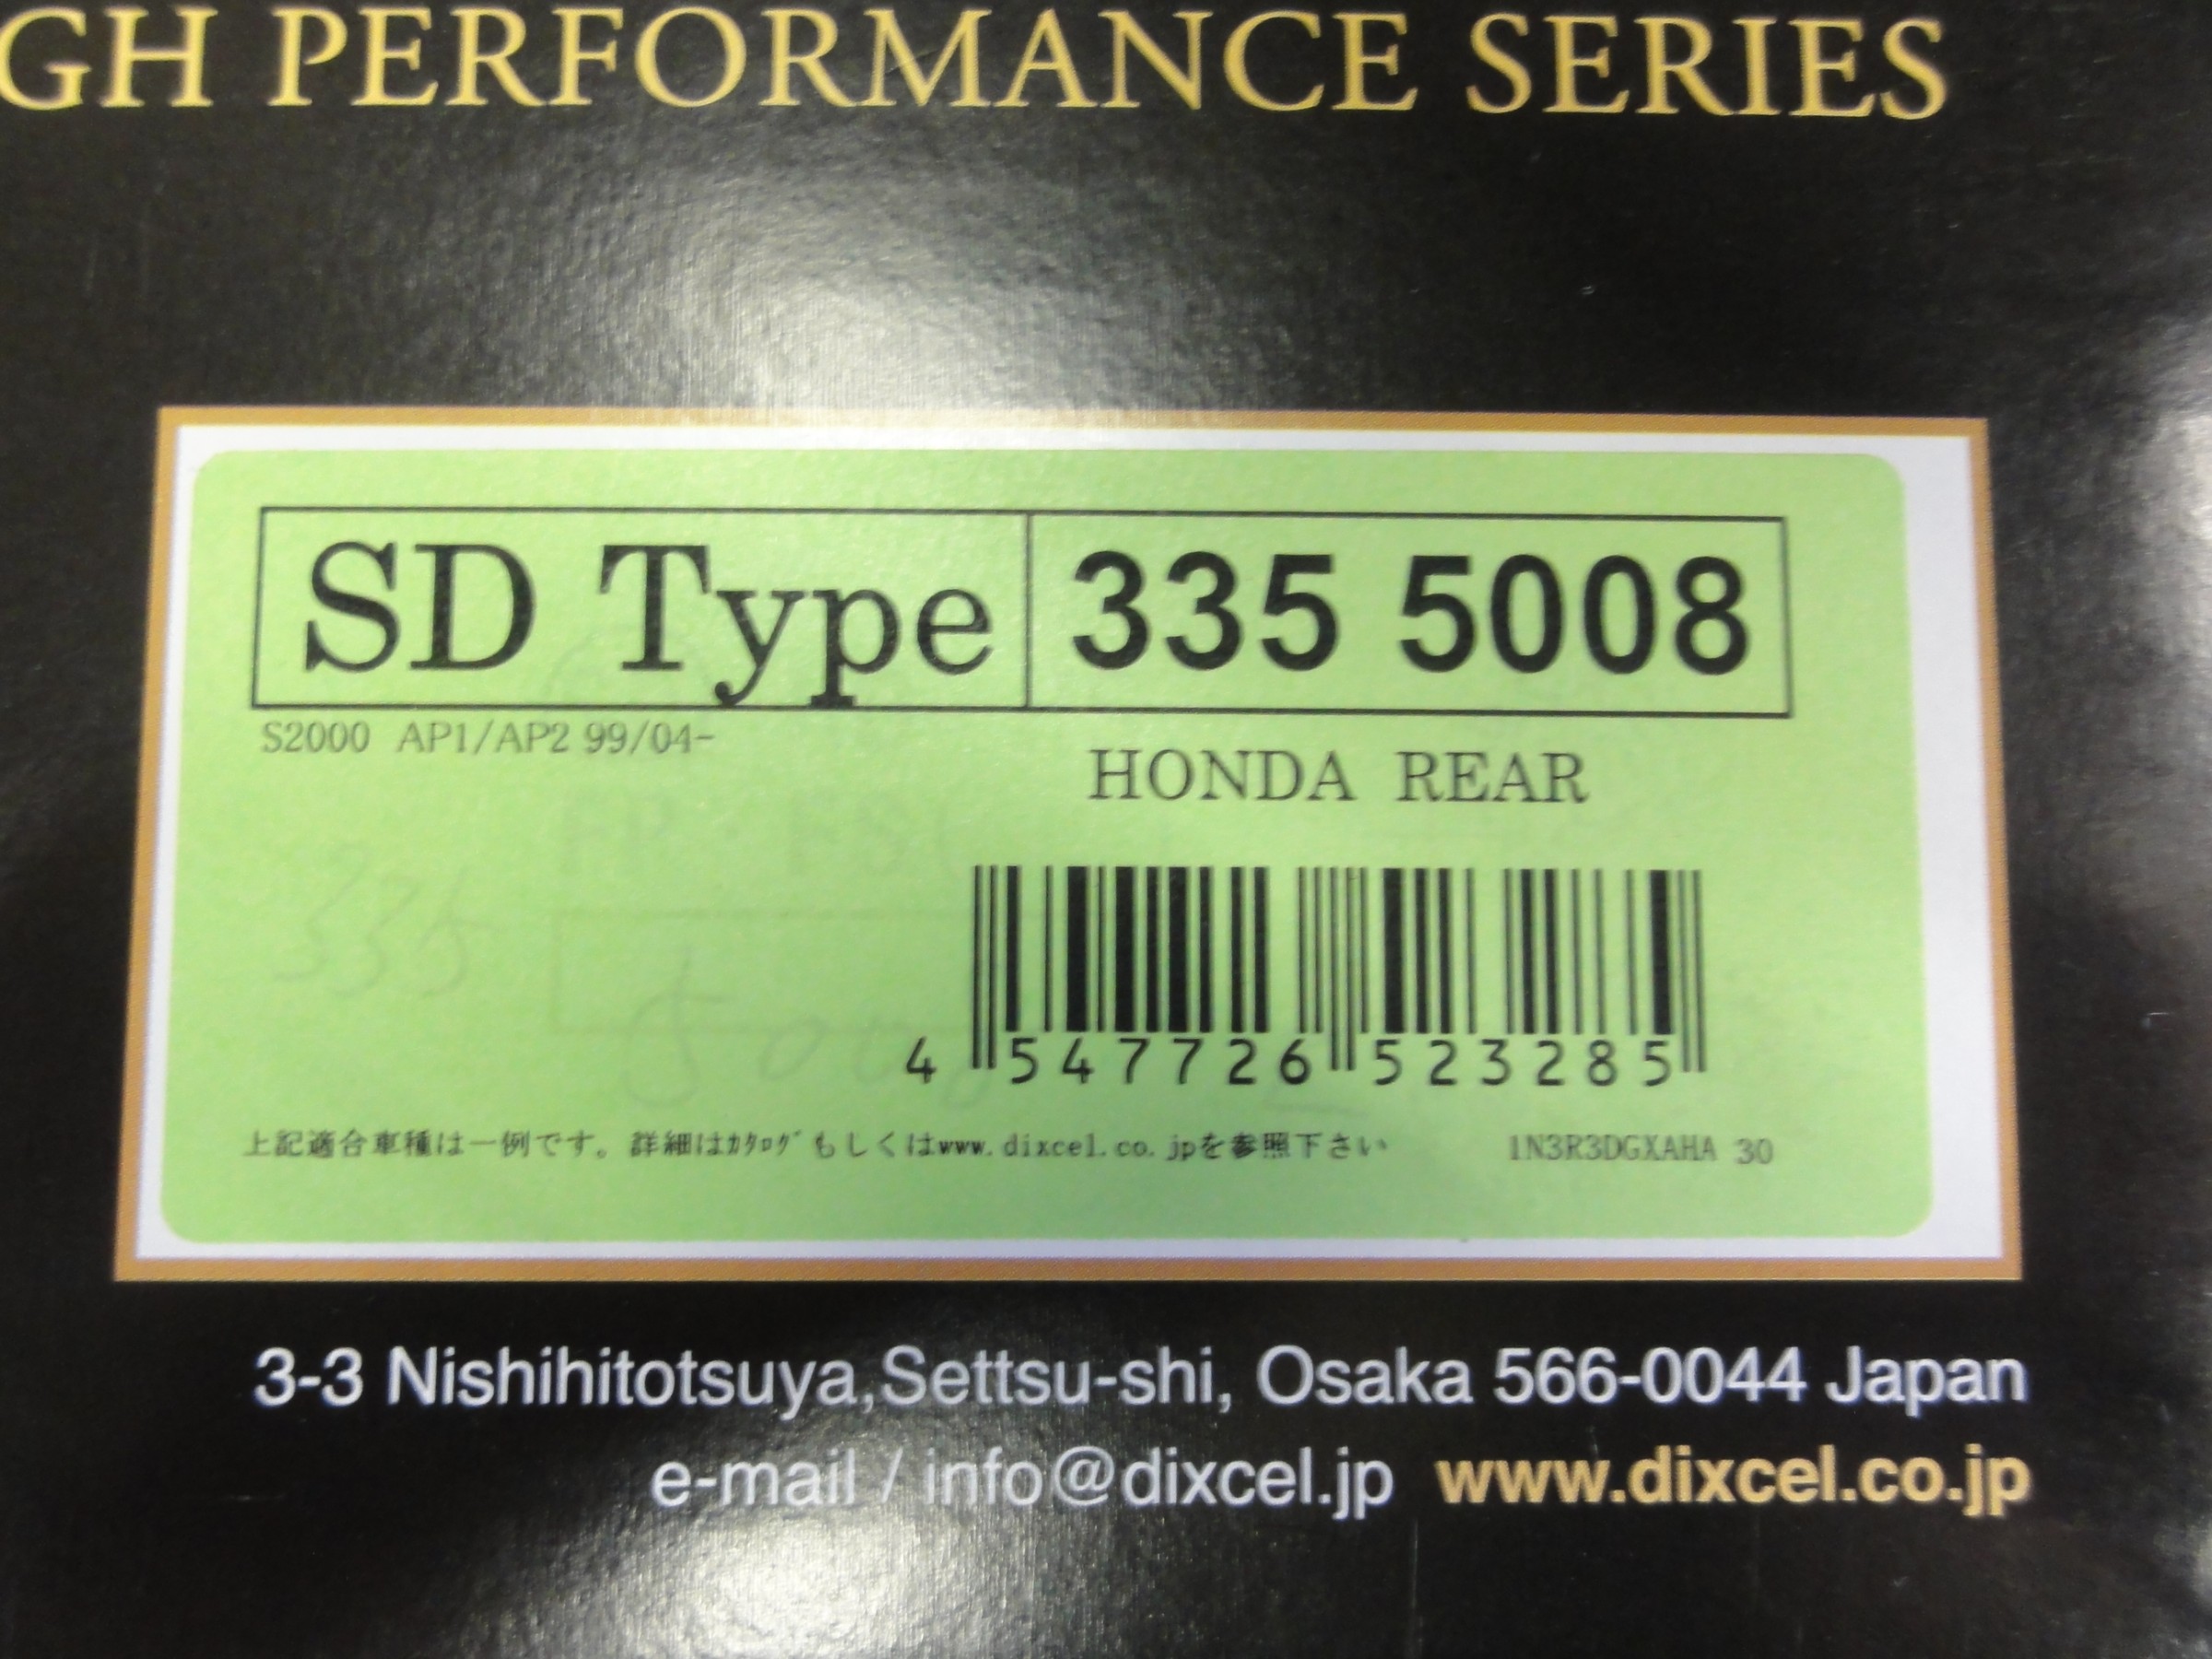 GH PERFORMANCE SERIES
SD Type 335 5008
S2000 AP1/AP2 99/04-
HONDA REAR
335
5008
4 547726 523285
上記適合車種は一例です。詳細はｶﾀﾛｸﾞもしくはwww.dixcel.co.jpを参照下さい 1N3R3DGXAHA 30
3-3 Nishihitotsuya,Settsu-shi, Osaka 566-0044 Japan
e-mail / info@dixcel.jp www.dixcel.co.jp